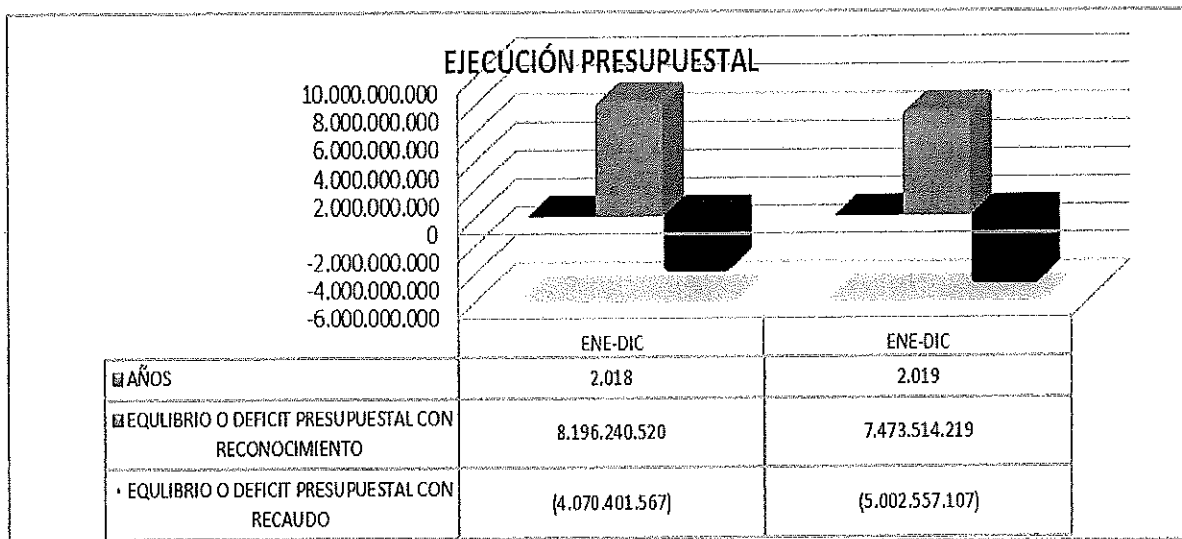 EJECUCIÓN PRESUPUESTAL
10.000.000.000
8.000.000.000
6.000.000.000
4.000.000.000
2.000.000.000
0
-2.000.000.000
-4.000.000.000
-6.000.000.000
ENE-DIC ENE-DIC
AÑOS 2.018 2.019
EQULIBRIO O DEFICIT PRESUPUESTAL CON
RECONOCIMIENTO 8.196.240.520 7.473.514.219
EQULIBRIO O DEFICIT PRESUPUESTAL CON
RECAUDO (4.070.401.567) (5.002.557.107)